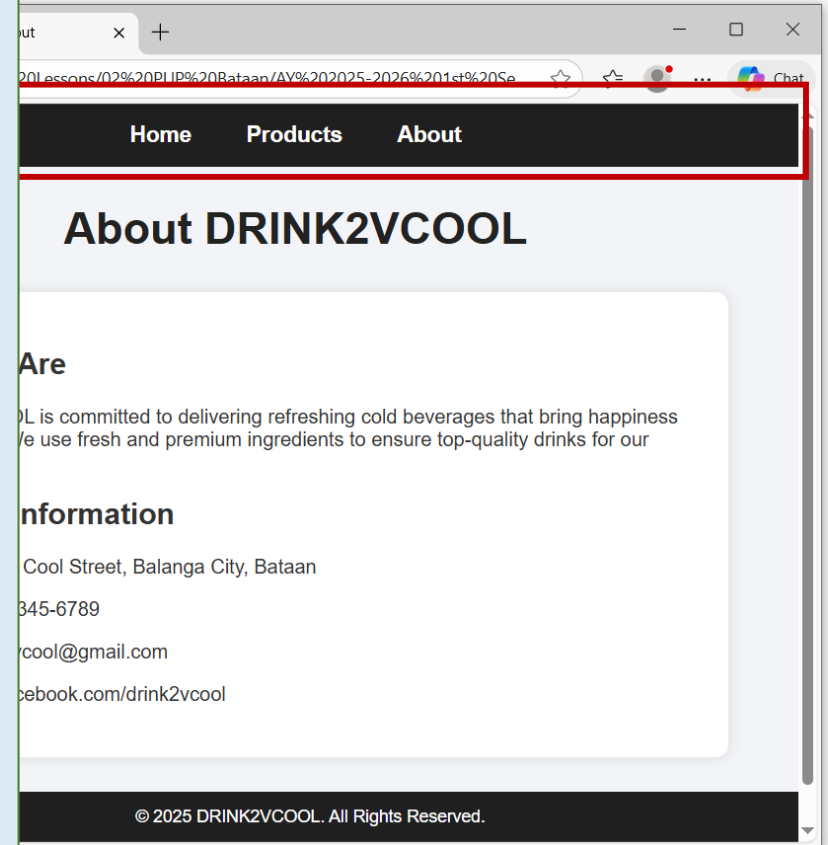 out
20Lessons/02%20PUP%20Bataan/AY%202025-2026%201st%20Se
Chat
Home Products About
About DRINK2VCOOL
Are
OL is committed to delivering refreshing cold beverages that bring happiness
We use fresh and premium ingredients to ensure top-quality drinks for our
nformation
Cool Street, Balanga City, Bataan
345-6789
vcool@gmail.com
cebook.com/drink2vcool
© 2025 DRINK2VCOOL. All Rights Reserved.